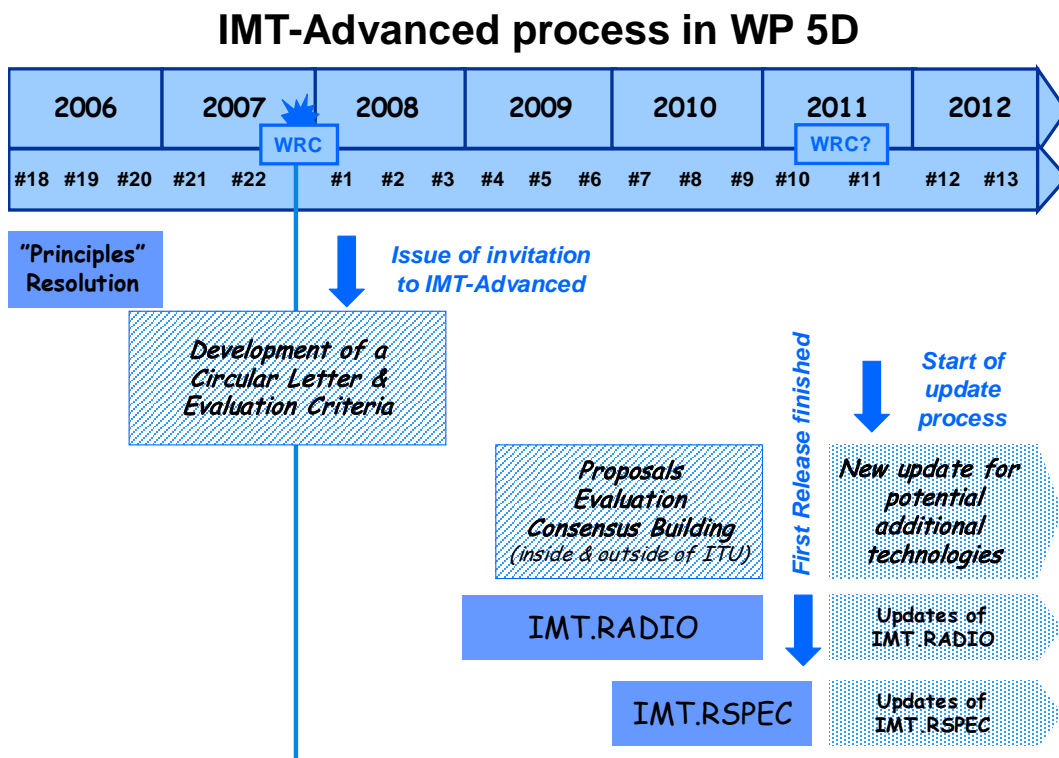 IMT-Advanced process in WP 5D
2006 2007 2008 2009 2010 2011 2012
WRC WRC?
#18 #19 #20 #21 #22 #1 #2 #3 #4 #5 #6 #7 #8 #9 #10 #11 #12 #13
”Principles”
Resolution
Issue of invitation
to IMT-Advanced
Development of a
Circular Letter &
Evaluation Criteria
Start of
update
process
First Release finished
Proposals
Evaluation
Consensus Building
(inside & outside of ITU)
New update for
potential
additional
technologies
IMT.RADIO
Updates of
IMT.RADIO
IMT.RSPEC
Updates of
IMT.RSPEC